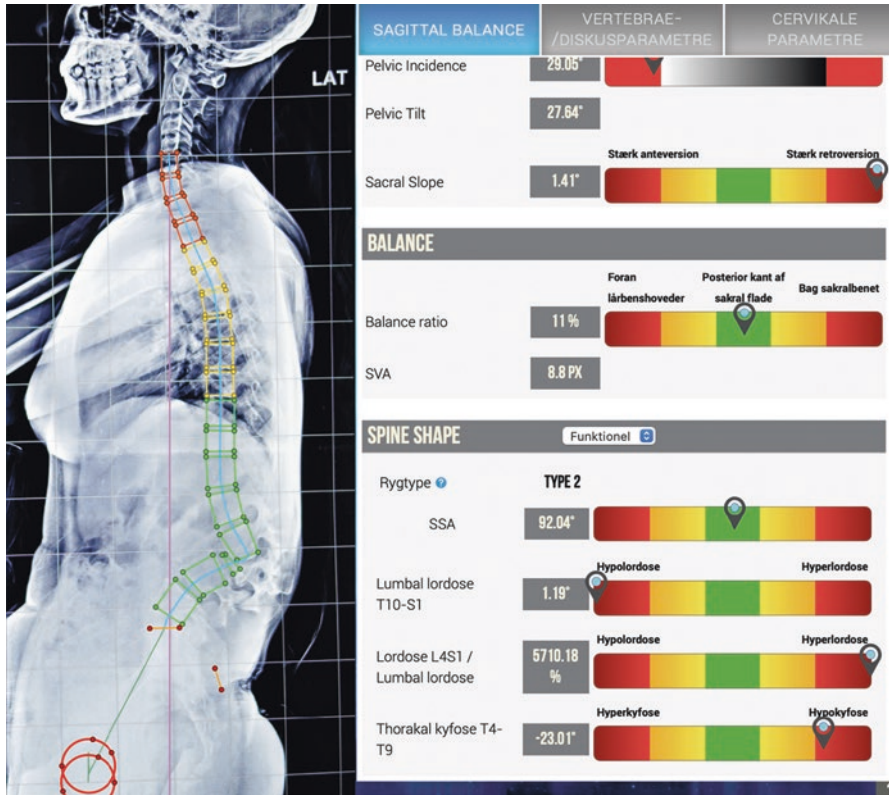 LAT
SAGITTAL BALANCE
VERTEBRAE-
/DISKUSPARAMETRE
CERVIKALE
PARAMETRE
Pelvic Incidence
29.05°
Pelvic Tilt
27.64°
Stærk anteversion
Stærk retroversion
Sacral Slope
1.41°
BALANCE
Foran
lårbenshoveder
Posterior kant af
sakral flade
Bag sakralbenet
Balance ratio
11 %
SVA
8.8 PX
SPINE SHAPE
Funktionel
Rygtype ?
TYPE 2
SSA
92.04°
Hypolordose
Hyperlordose
Lumbal lordose
T10-S1
1.19°
Hypolordose
Hyperlordose
Lordose L4S1 /
Lumbal lordose
5710.18
%
Hyperkyfose
Hypokyfose
Thorakal kyfose T4-
T9
-23.01°